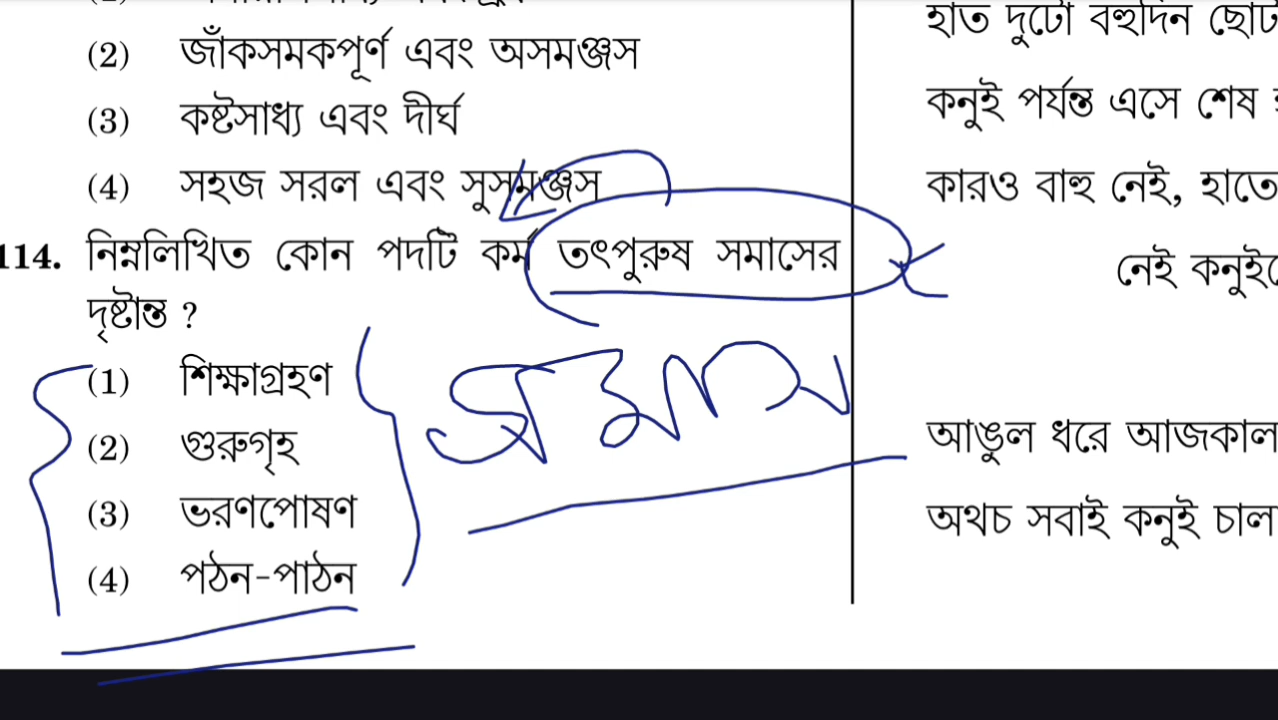 (2) জাঁকসমকপূর্ণ এবং অসমঞ্জস
(3) কষ্টসাধ্য এবং দীর্ঘ
(4) সহজ সরল এবং সুসমঞ্জস
114. নিম্নলিখিত কোন পদটি কর্ম তৎপুরুষ সমাসের
দৃষ্টান্ত ?
(1) শিক্ষাগ্রহণ
(2) গুরুগৃহ
(3) ভরণপোষণ
(4) পঠন-পাঠন
সমাস
হাত দুটো বহুদিন ছোট
কনুই পর্যন্ত এসে শেষ
কারও বাহু নেই, হাতে
নেই কনুইয়ে
আঙুল ধরে আজকাল
অথচ সবাই কনুই চাল